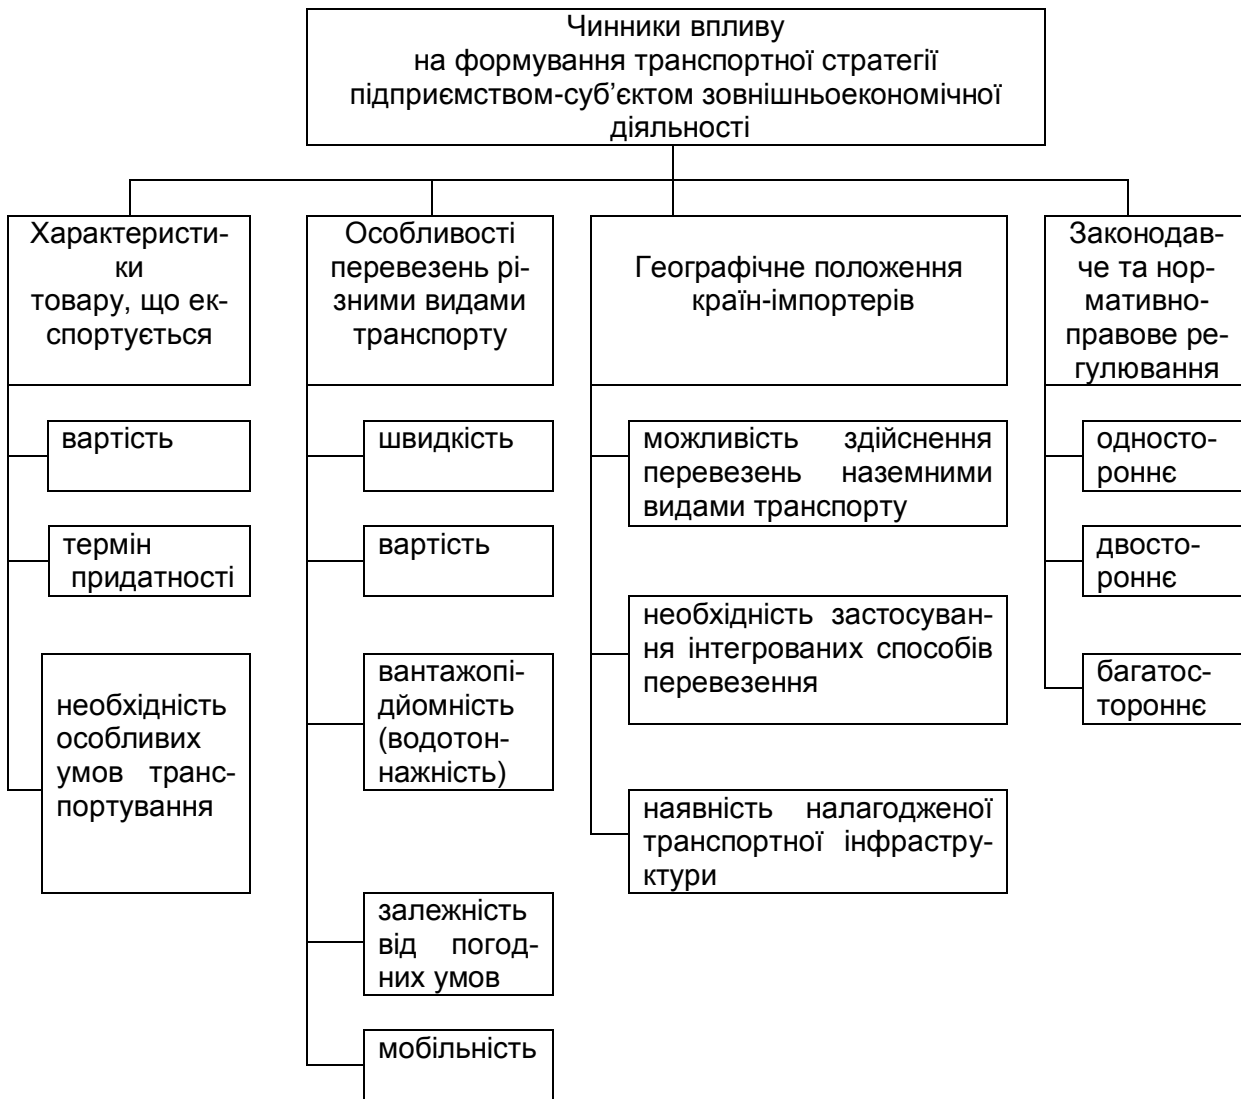 Чинники впливу
на формування транспортної стратегії
підприємством-суб’єктом зовнішньоекономічної
діяльності
Характеристи-
ки
товару, що ек-
спортується
вартість
термін
придатності
необхідність
особливих
умов транс-
портування
Особливості
перевезень рі-
зними видами
транспорту
швидкість
вартість
вантажопі-
дйомність
(водотон-
нажність)
залежність
від погод-
них умов
мобільність
Географічне положення
країн-імпортерів
можливість здійснення
перевезень наземними
видами транспорту
необхідність застосуван-
ня інтегрованих способів
перевезення
наявність налагодженої
транспортної інфрастру-
ктури
Законодав-
че та нор-
мативно-
правове ре-
гулювання
односто-
роннє
двосто-
роннє
багатос-
тороннє